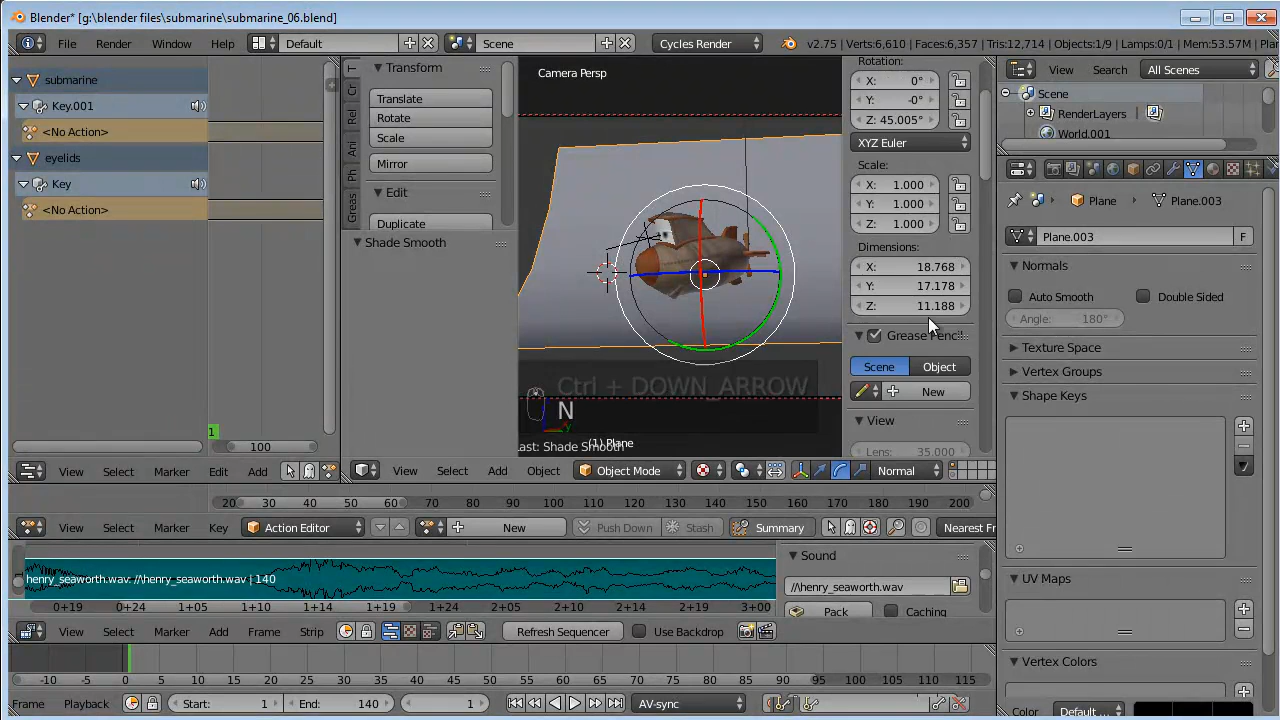 Blender* [g:\blender files\submarine\submarine_06.blend]
File Render Window Help Default Scene Cycles Render v2.75 | Verts:6,610 | Faces:6,357 | Tris:12,714 | Objects:1/9 | Lamps:0/1 | Mem:53.57M |
submarine
Key.001
<No Action>
eyelids
Key
<No Action>
1
100
View Select Marker Edit Add
T
Cr
Rel
Ani
Ph
Greas
Transform
Translate
Rotate
Scale
Mirror
Edit
Duplicate
Shade Smooth
Camera Persp
Ctrl + DOWN_ARROW
N
(1) Plane
ast: Shade Smooth
View Select Add Object Object Mode Normal
Rotation:
X: 0°
Y: -0°
Z: 45.005°
XYZ Euler
Scale:
X: 1.000
Y: 1.000
Z: 1.000
Dimensions:
X: 18.768
Y: 17.178
Z: 11.188
Grease Pencil
Scene Object
New
View
Lens: 35.000
View Search All Scenes
Scene
RenderLayers
World.001
Plane Plane.003
Plane.003 F
Normals
Auto Smooth Double Sided
Angle: 180°
Texture Space
Vertex Groups
Shape Keys
UV Maps
Vertex Colors
Color Default...
20 30 40 50 60 70 80 90 100 110 120 130 140 150 160 170 180 190 200
View Select Marker Key Action Editor New Push Down Stash Summary Nearest Fr
henry_seaworth.wav: //henry_seaworth.wav | 140
0+19 0+24 1+05 1+10 1+14 1+19 1+24 2+05 2+10 2+14 2+19 3+00
Sound
//henry_seaworth.wav
Pack Caching
View Select Marker Add Frame Strip Refresh Sequencer Use Backdrop
-10 -5 0 5 10 15 20 25 30 35 40 45 50 55 60 65 70 75 80 85 90 95 100 105 110 115 120 125 130 135 140
Frame Playback Start: 1 End: 140 1 AV-sync